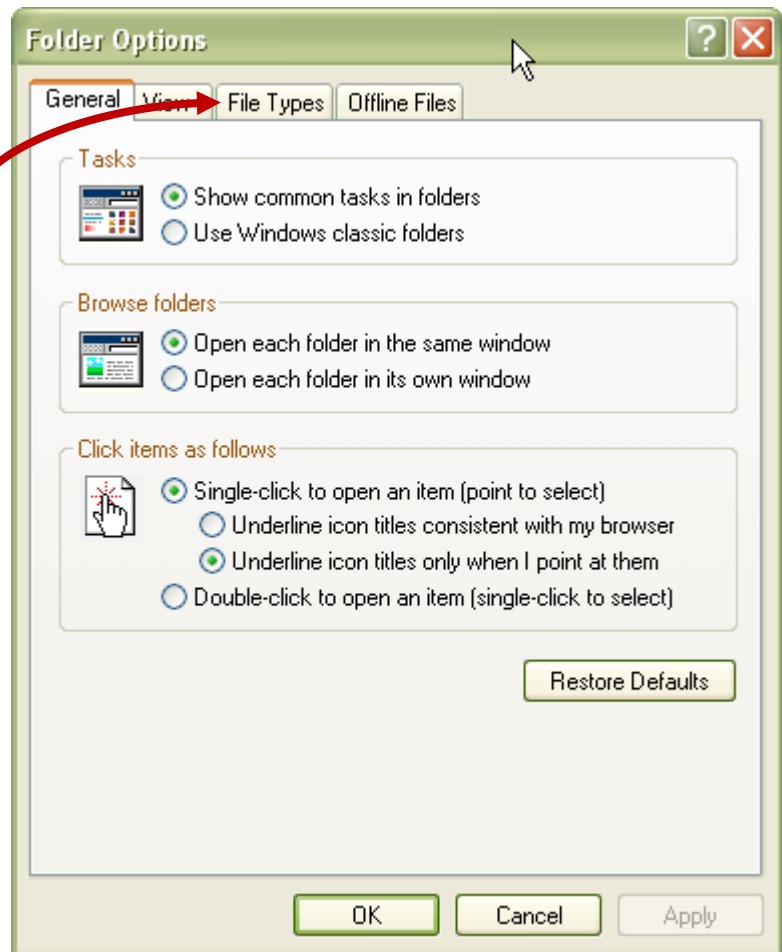 Folder Options
General View File Types Offline Files
Tasks
Show common tasks in folders
Use Windows classic folders
Browse folders
Open each folder in the same window
Open each folder in its own window
Click items as follows
Single-click to open an item (point to select)
Underline icon titles consistent with my browser
Underline icon titles only when I point at them
Double-click to open an item (single-click to select)
Restore Defaults
OK Cancel Apply